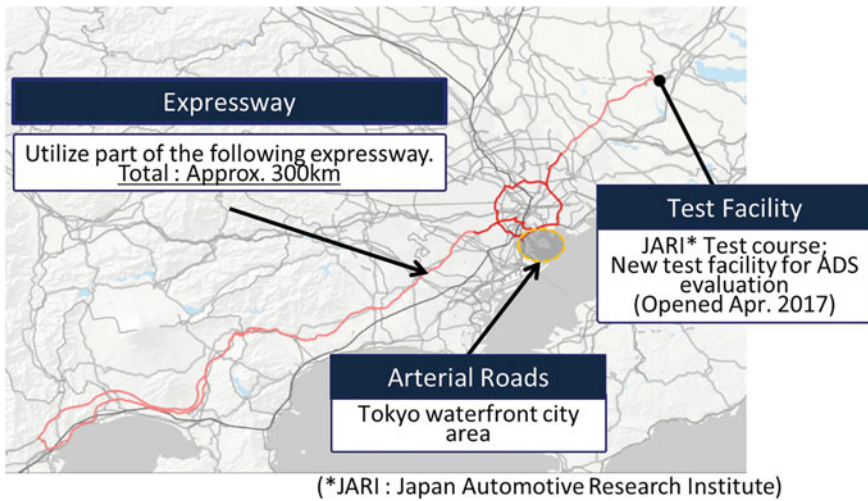 Expressway
Utilize part of the following expressway.
Total : Approx. 300km
Test Facility
JARI* Test course;
New test facility for ADS
evaluation
(Opened Apr. 2017)
Arterial Roads
Tokyo waterfront city
area
(*JARI : Japan Automotive Research Institute)